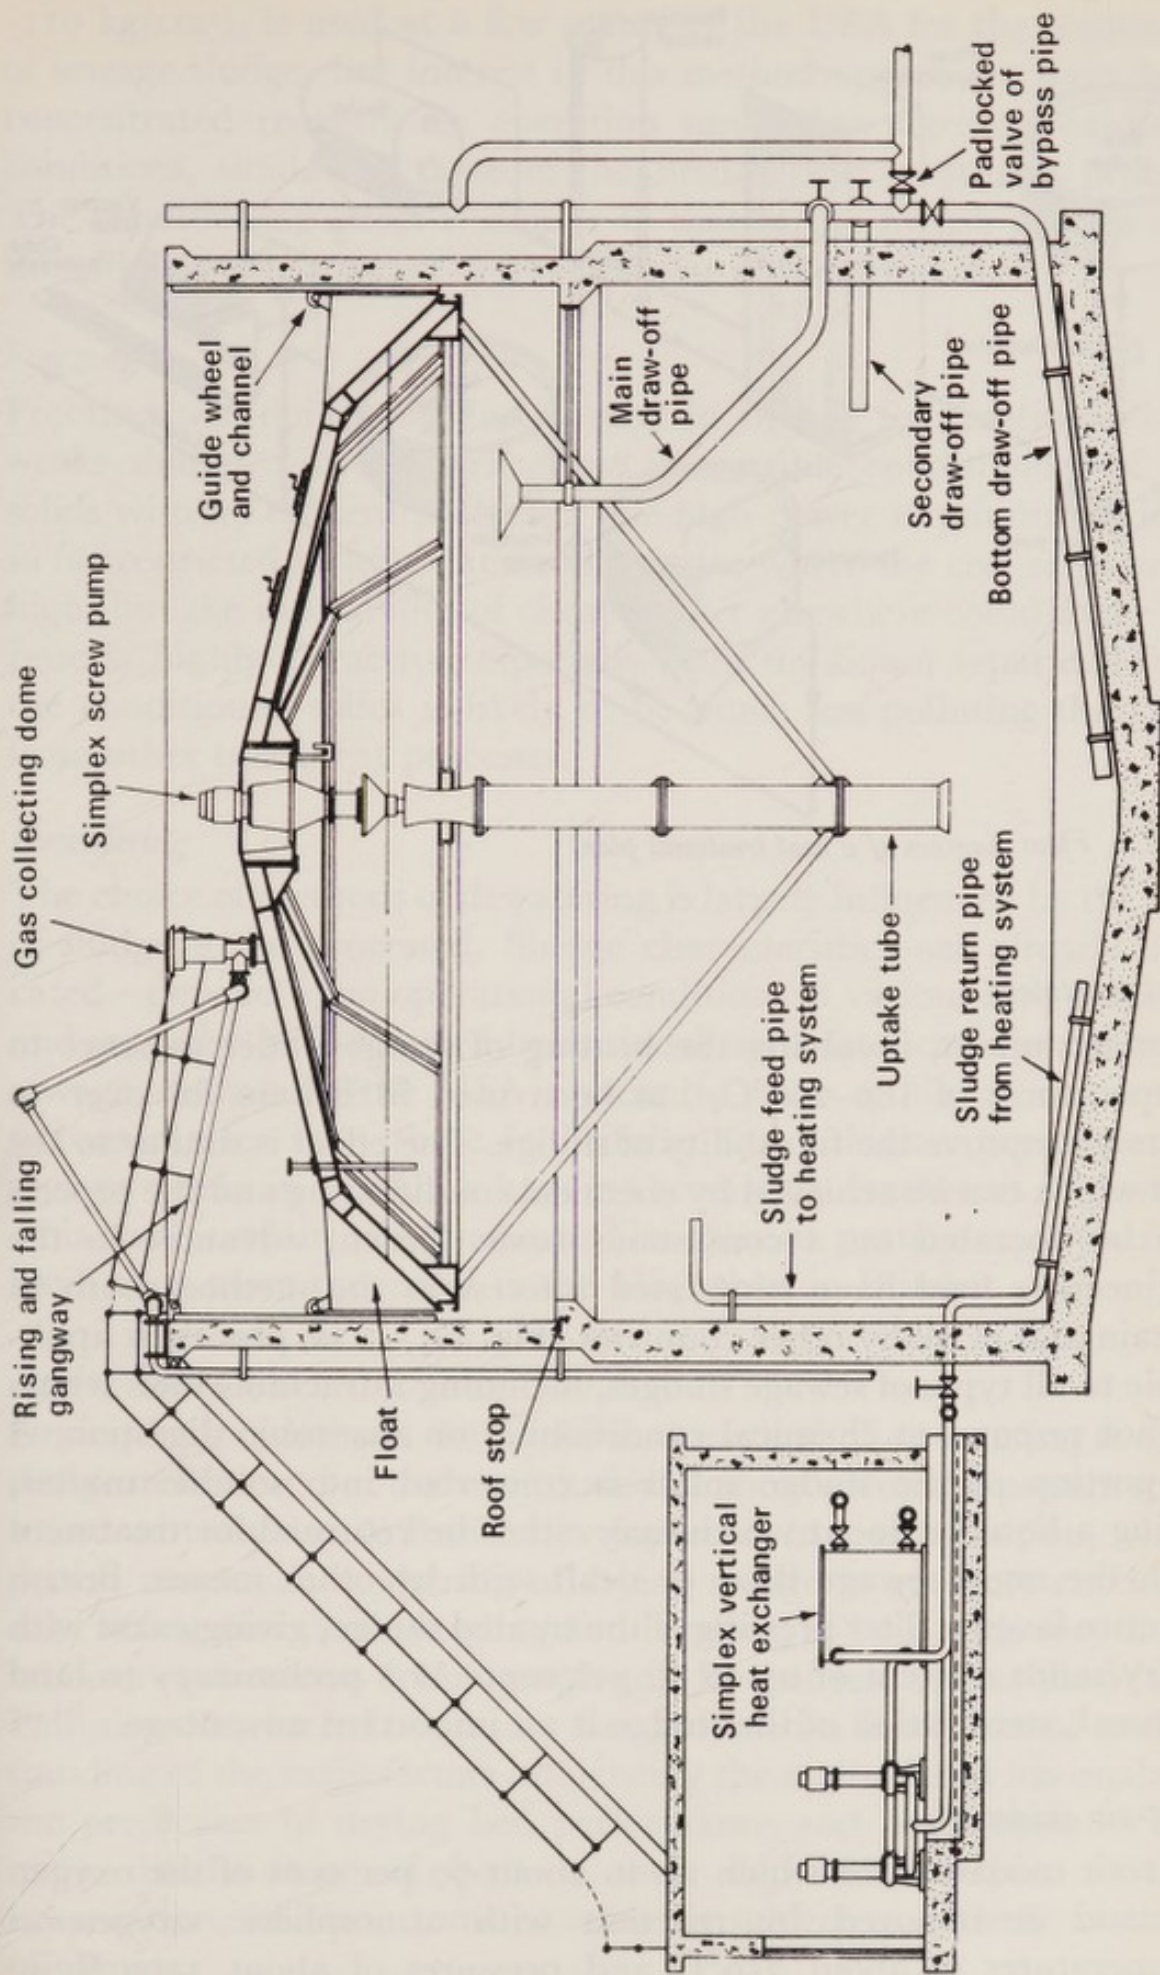 Rising and falling
gangway
Gas collecting dome
Simplex screw pump
Guide wheel
and channel
Float
Roof stop
Main
draw-off
pipe
Padlocked
valve of
bypass pipe
Secondary
draw-off pipe
Bottom draw-off pipe
Sludge feed pipe
to heating system
Uptake tube
Sludge return pipe
from heating system
Simplex vertical
heat exchanger